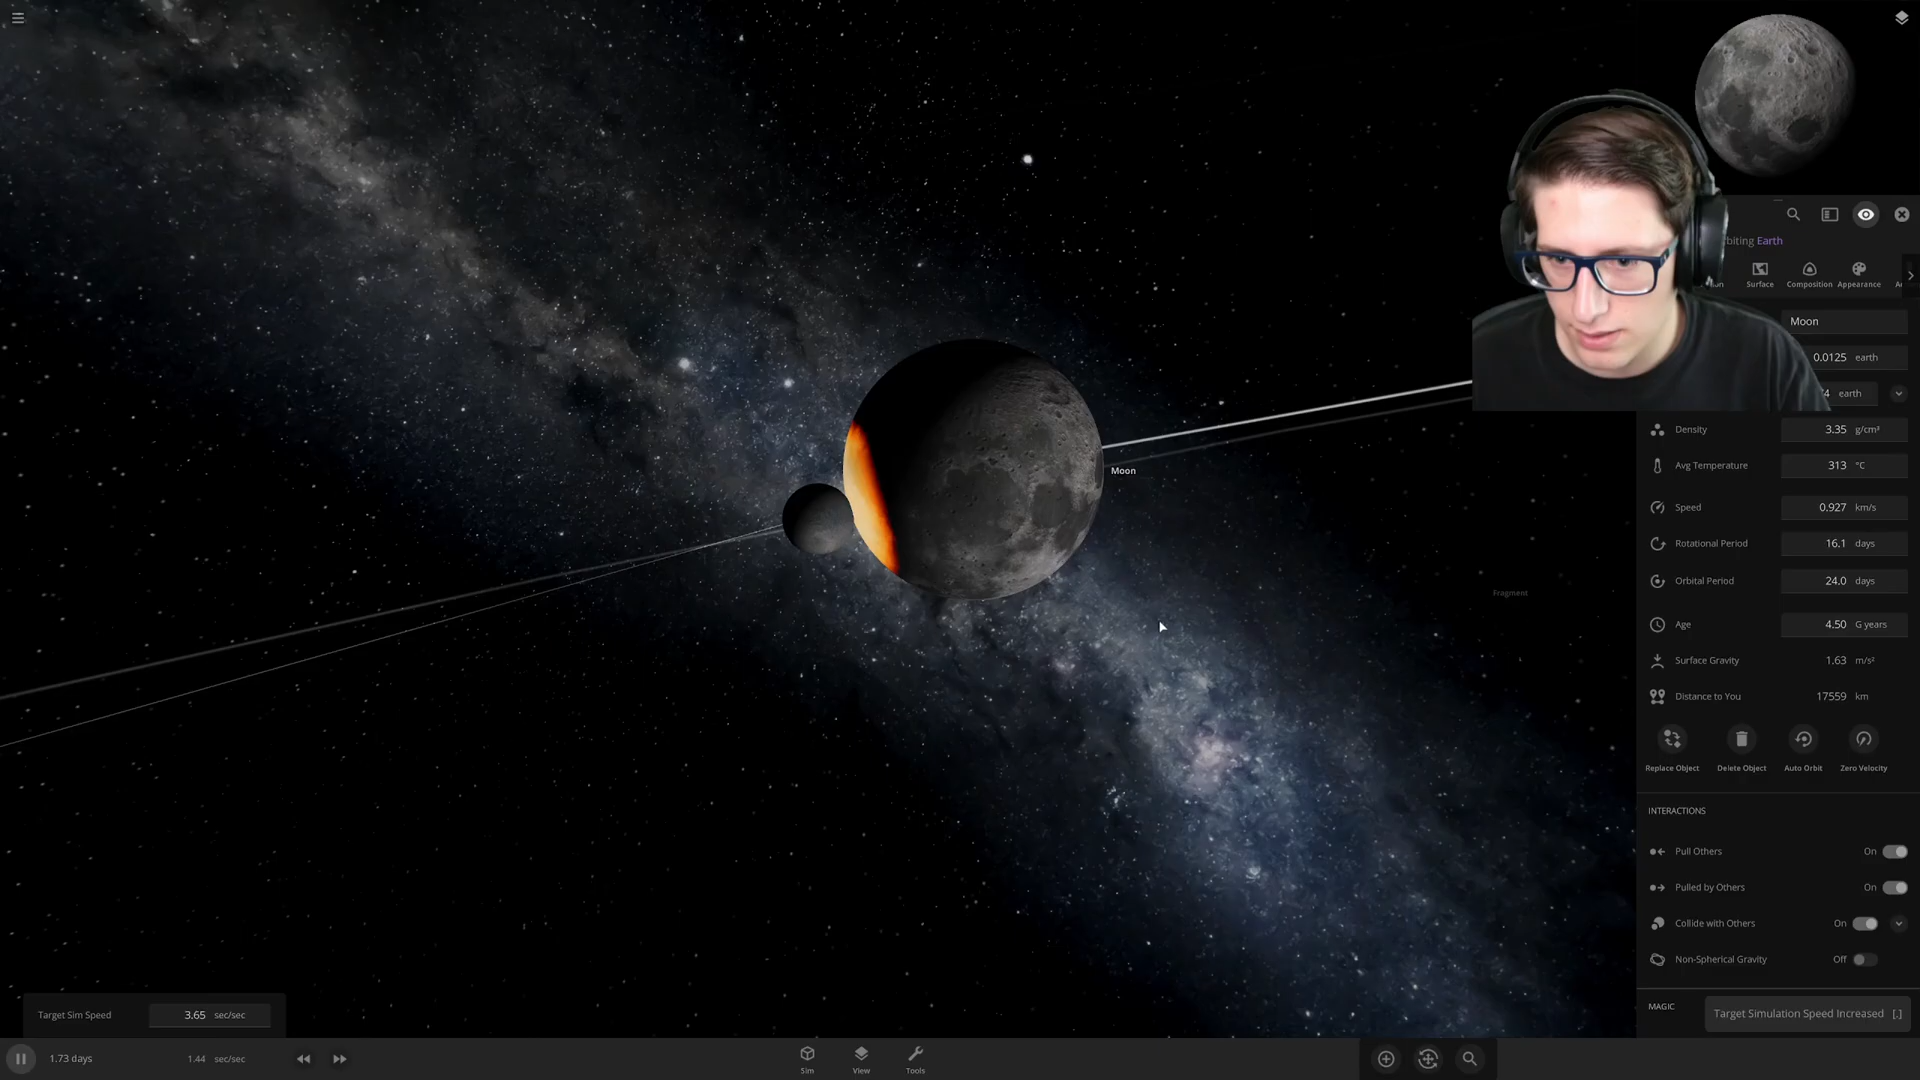 biting Earth
Surface
Composition
Appearance
Moon
0.0125 earth
earth
Density 3.35 g/cm³
Avg Temperature 313 °C
Speed 0.927 km/s
Rotational Period 16.1 days
Orbital Period 24.0 days
Age 4.50 G years
Surface Gravity 1.63 m/s²
Distance to You 17559 km
Replace Object
Delete Object
Auto Orbit
Zero Velocity
INTERACTIONS
Pull Others On
Pulled by Others On
Collide with Others On
Non-Spherical Gravity Off
MAGIC
Target Simulation Speed Increased [.]
Moon
Fragment
Target Sim Speed 3.65 sec/sec
1.73 days 1.44 sec/sec
Sim
View
Tools